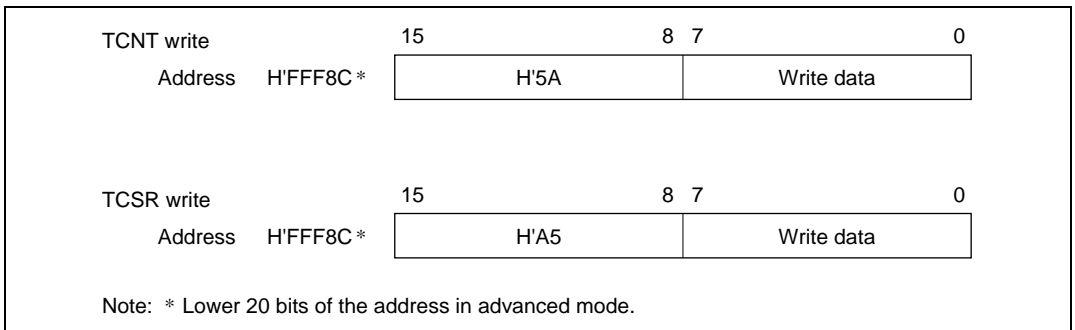 TCNT write 15 8 7 0
Address H'FFF8C* H'5A Write data
TCSR write 15 8 7 0
Address H'FFF8C* H'A5 Write data
Note: * Lower 20 bits of the address in advanced mode.